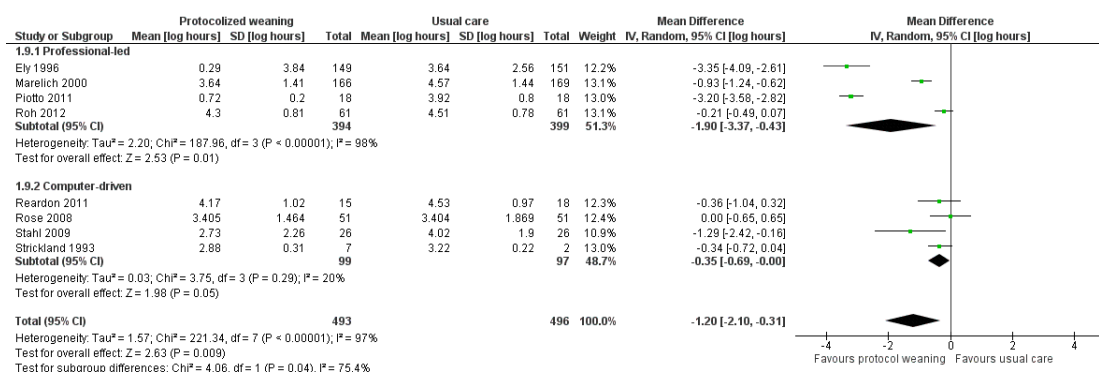 Protocolized weaning Usual care Mean Difference Mean Difference
Study or Subgroup Mean [log hours] SD [log hours] Total Mean [log hours] SD [log hours] Total Weight IV, Random, 95% CI [log hours] IV, Random, 95% CI [log hours]
1.9.1 Professional-led
Ely 1996 0.29 3.84 149 3.64 2.56 151 12.2% -3.35 [-4.09, -2.61]
Marelich 2000 3.64 1.41 166 4.57 1.44 169 13.1% -0.93 [-1.24, -0.62]
Piotto 2011 0.72 0.2 18 3.92 0.8 18 13.0% -3.20 [-3.58, -2.82]
Roh 2012 4.3 0.81 61 4.51 0.78 61 13.1% -0.21 [-0.49, 0.07]
Subtotal (95% CI) 394 399 51.3% -1.90 [-3.37, -0.43]
Heterogeneity: Tau² = 2.20; Chi² = 187.96, df = 3 (P < 0.00001); I² = 98%
Test for overall effect: Z = 2.53 (P = 0.01)
1.9.2 Computer-driven
Reardon 2011 4.17 1.02 15 4.53 0.97 18 12.3% -0.36 [-1.04, 0.32]
Rose 2008 3.405 1.464 51 3.404 1.869 51 12.4% 0.00 [-0.65, 0.65]
Stahl 2009 2.73 2.26 26 4.02 1.9 26 11.0% -1.29 [-2.42, -0.16]
Strickland 1993 2.88 0.31 7 3.22 0.22 2 13.0% -0.34 [-0.72, 0.04]
Subtotal (95% CI) 99 97 48.7% -0.35 [-0.69, -0.00]
Heterogeneity: Tau² = 0.03; Chi² = 3.75, df = 3 (P = 0.29); I² = 20%
Test for overall effect: Z = 1.98 (P = 0.05)
Total (95% CI) 493 496 100.0% -1.20 [-2.10, -0.31]
Heterogeneity: Tau² = 1.57; Chi² = 221.34, df = 7 (P < 0.00001); I² = 97%
Test for overall effect: Z = 2.63 (P = 0.009)
Test for subgroup differences: Chi² = 4.06, df = 1 (P = 0.04), I² = 75.4%
-4 -2 0 2 4
Favours protocol weaning Favours usual care